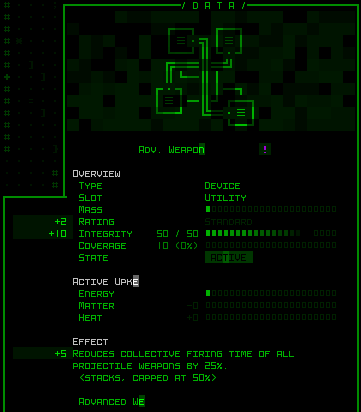 / D A T A /
Adv. Weapon
Overview
Type Device
Slot Utility
Mass
+2 Rating Standard
+10 Integrity 50 / 50
Coverage 10 (0%)
State ACTIVE
Active Upke
Energy
Matter -0
Heat +0
Effect
+5 Reduces collective firing time of all
projectile weapons by 25%.
<stacks, capped at 50%>
Advanced We